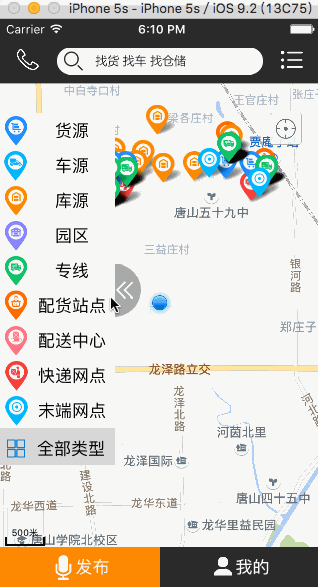 iPhone 5s - iPhone 5s / iOS 9.2 (13C75)
Carrier 6:10 PM
找货 找车 找仓储
中白寺口村
王官庄村
张庄子
梁各庄村
货源
车源
库源
园区
专线
配货站点
配送中心
快递网点
末端网点
全部类型
唐山五十九中
三益庄村
银河路
郑庄子
龙泽路立交
龙泽北路
河茵北里
龙泽国际
唐山四十五中
建设北路
龙华西道
龙华东道
龙华里益民园
500米
唐山学院北校区
发布
我的